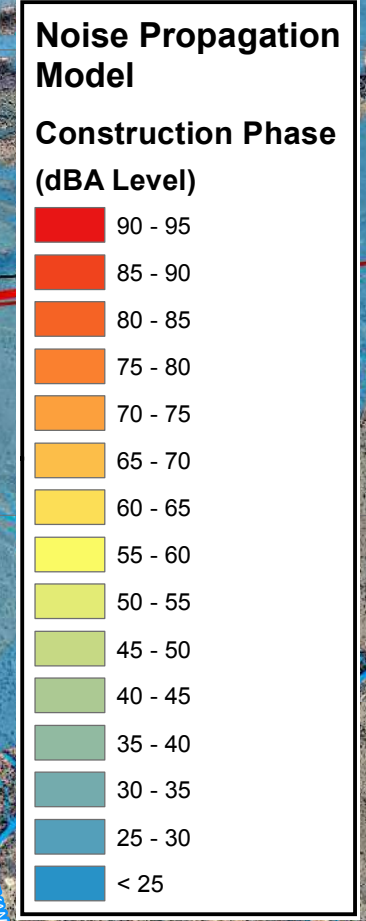 Noise Propagation
Model
Construction Phase
(dBA Level)
90 - 95
85 - 90
80 - 85
75 - 80
70 - 75
65 - 70
60 - 65
55 - 60
50 - 55
45 - 50
40 - 45
35 - 40
30 - 35
25 - 30
< 25